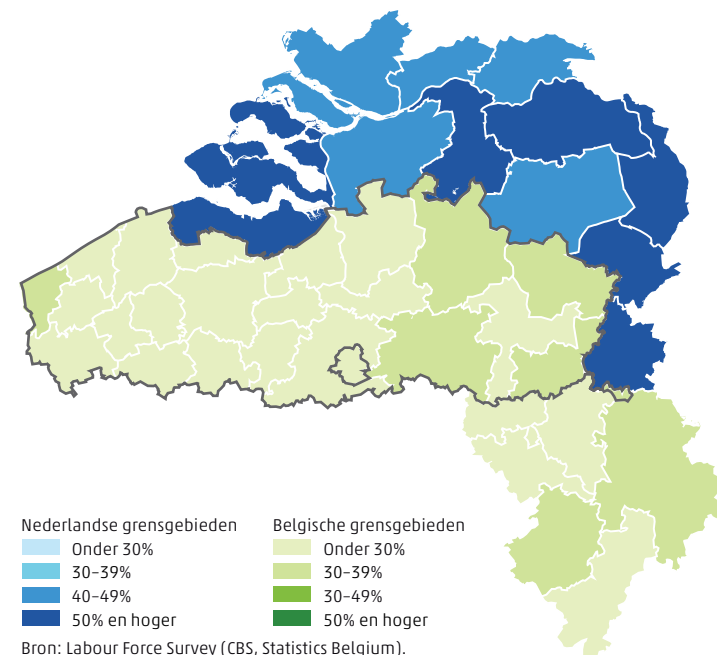 Nederlandse grensgebieden
Onder 30%
30–39%
40–49%
50% en hoger
Belgische grensgebieden
Onder 30%
30–39%
30–49%
50% en hoger
Bron: Labour Force Survey (CBS, Statistics Belgium).